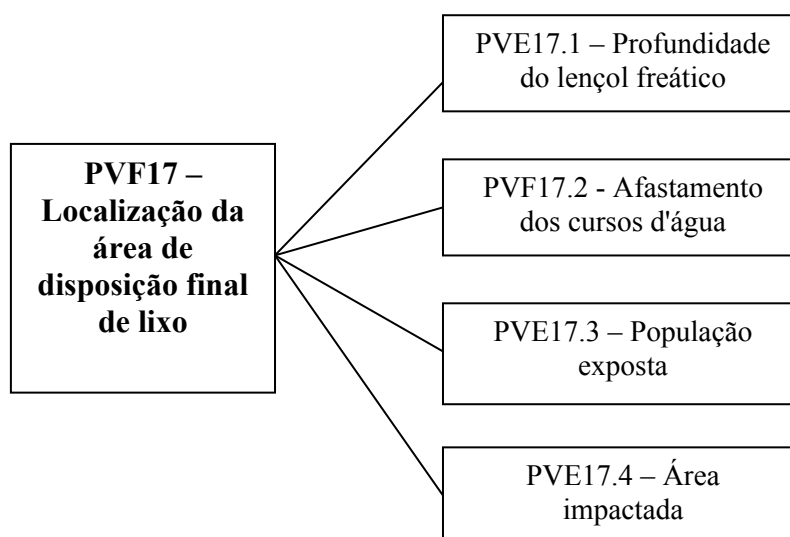 PVF17 –
Localização da
área de
disposição final
de lixo
PVE17.1 – Profundidade
do lençol freático
PVF17.2 - Afastamento
dos cursos d'água
PVE17.3 – População
exposta
PVE17.4 – Área
impactada